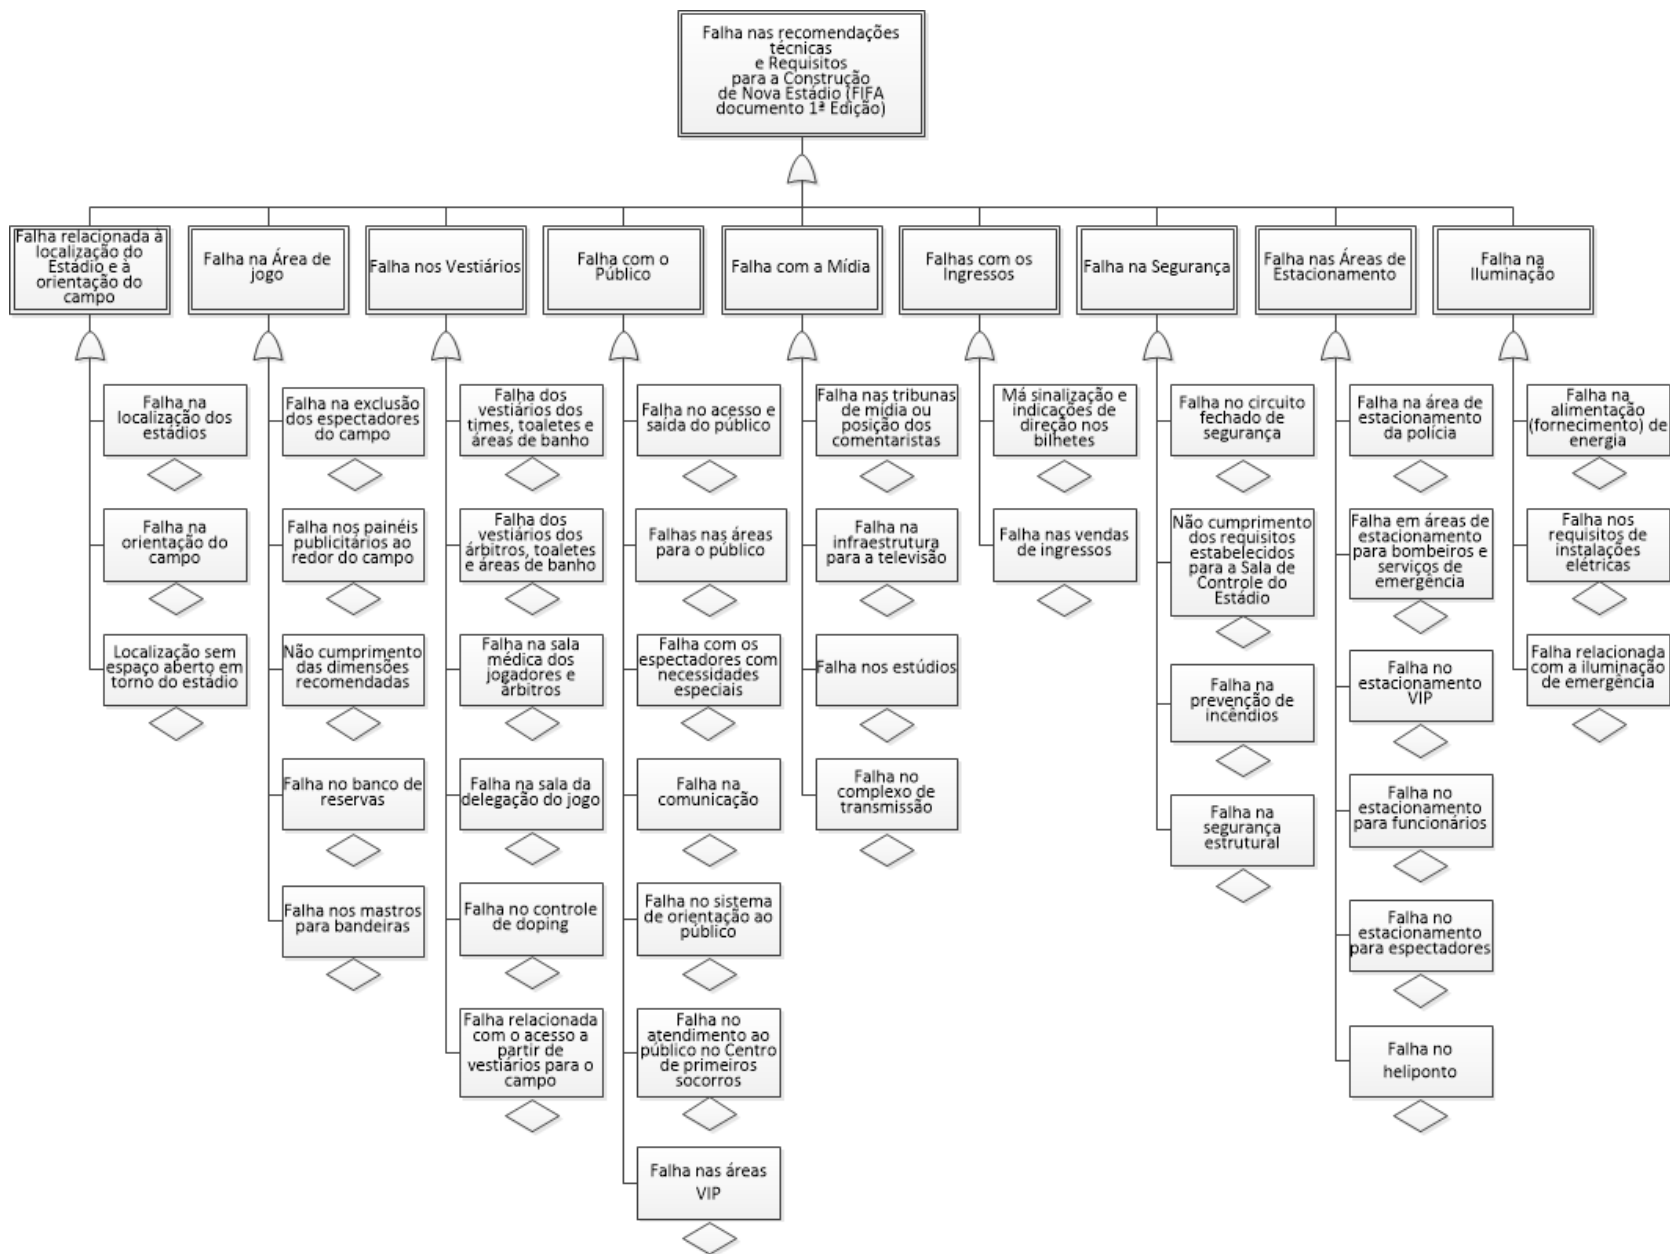 Falha nas recomendações
técnicas
e Requisitos
para a Construção
de Nova Estádio (FIFA
documento 1ª Edição)
Falha relacionada à
localização do
Estádio e à
orientação do
campo
Falha na Área de
jogo
Falha nos Vestiários
Falha com o
Público
Falha com a Mídia
Falhas com os
Ingressos
Falha na Segurança
Falha nas Áreas de
Estacionamento
Falha na
Iluminação
Falha na
localização dos
estádios
Falha na
orientação do
campo
Localização sem
espaço aberto em
torno do estádio
Falha na exclusão
dos espectadores
do campo
Falha nos painéis
publicitários ao
redor do campo
Não cumprimento
das dimensões
recomendadas
Falha no banco de
reservas
Falha nos mastros
para bandeiras
Falha dos
vestiários dos
times, toaletes e
áreas de banho
Falha dos
vestiários dos
árbitros, toaletes
e áreas de banho
Falha na sala
médica dos
jogadores e
árbitros
Falha na sala da
delegação do jogo
Falha no controle
de doping
Falha relacionada
com o acesso a
partir de
vestiários para o
campo
Falha no acesso e
saída do público
Falhas nas áreas
para o público
Falha com os
espectadores com
necessidades
especiais
Falha na
comunicação
Falha no sistema
de orientação ao
público
Falha no
atendimento ao
público no Centro
de primeiros
socorros
Falha nas áreas
VIP
Falha nas tribunas
de mídia ou
posição dos
comentaristas
Falha na
infraestrutura
para a televisão
Falha nos estúdios
Falha no
complexo de
transmissão
Má sinalização e
indicações de
direção nos
bilhetes
Falha nas vendas
de ingressos
Falha no circuito
fechado de
segurança
Não cumprimento
dos requisitos
estabelecidos
para a Sala de
Controle do
Estádio
Falha na
prevenção de
incêndios
Falha na
segurança
estrutural
Falha na área de
estacionamento
da polícia
Falha em áreas de
estacionamento
para bombeiros e
serviços de
emergência
Falha no
estacionamento
VIP
Falha no
estacionamento
para funcionários
Falha no
estacionamento
para espectadores
Falha no
heliponto
Falha na
alimentação
(fornecimento) de
energia
Falha nos
requisitos de
instalações
elétricas
Falha relacionada
com a iluminação
de emergência